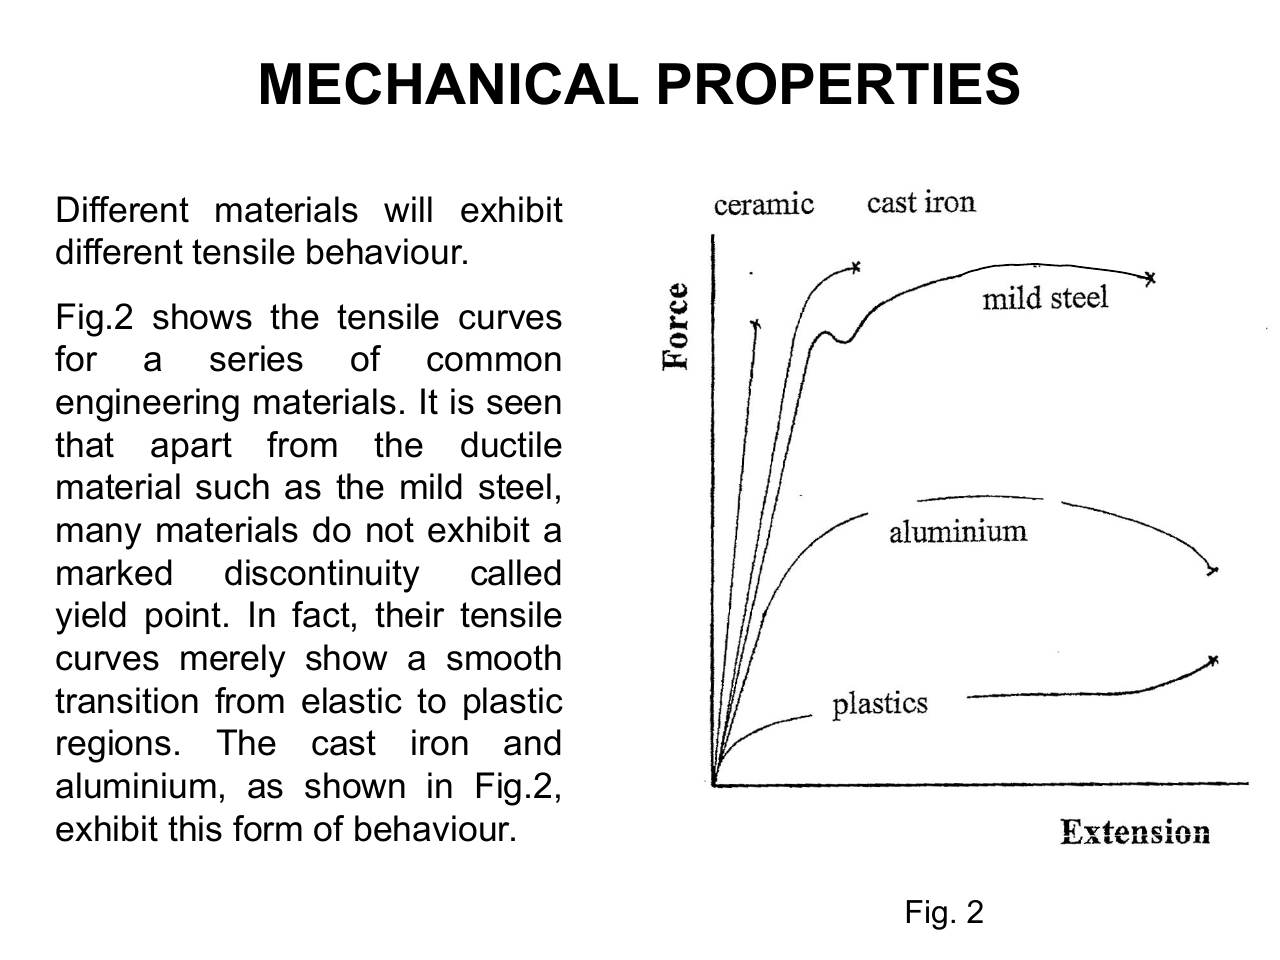 MECHANICAL PROPERTIES
Different materials will exhibit
different tensile behaviour.
Fig.2 shows the tensile curves
for a series of common
engineering materials. It is seen
that apart from the ductile
material such as the mild steel,
many materials do not exhibit a
marked discontinuity called
yield point. In fact, their tensile
curves merely show a smooth
transition from elastic to plastic
regions. The cast iron and
aluminium, as shown in Fig.2,
exhibit this form of behaviour.
ceramic
cast iron
Force
mild steel
aluminium
plastics
Extension
Fig. 2